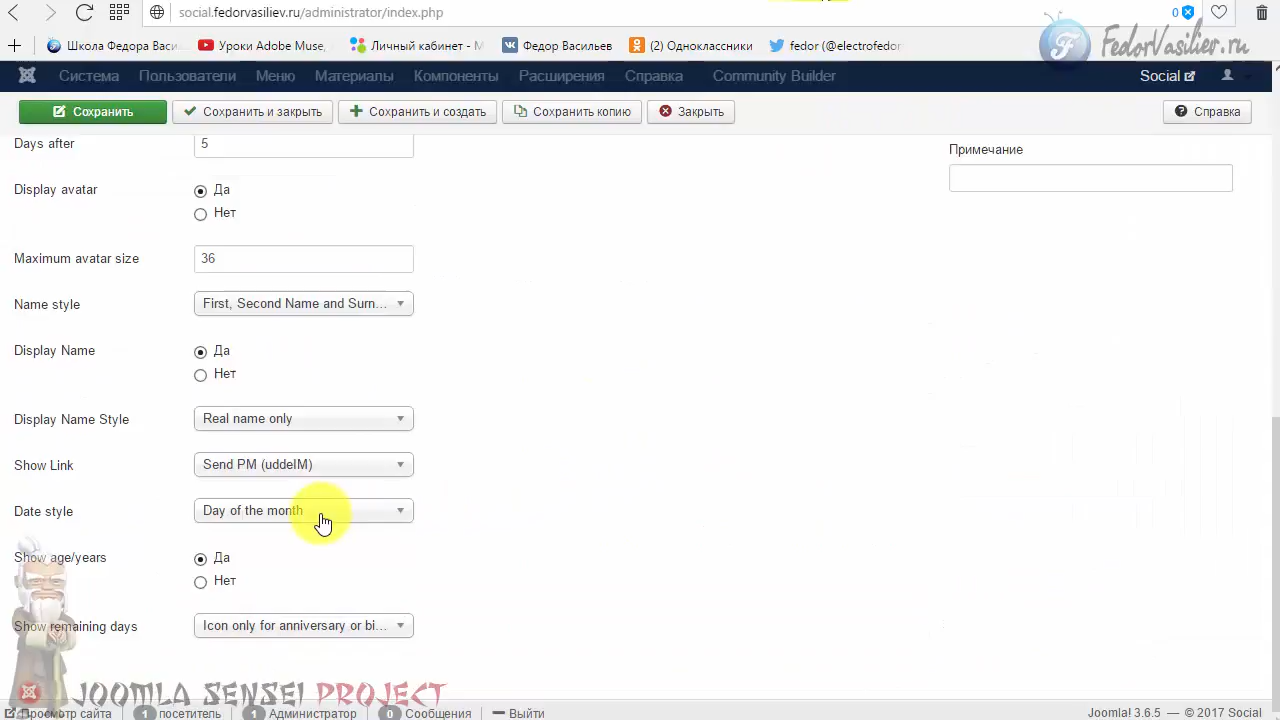 social.fedorvasiliev.ru/administrator/index.php
0
Школа Федора Васи...
Уроки Adobe Muse,
Личный кабинет - М
Федор Васильев
(2) Одноклассники
fedor (@electrofedor
FedorVasiliev.ru
Система
Пользователи
Меню
Материалы
Компоненты
Расширения
Справка
Community Builder
Social
Сохранить
Сохранить и закрыть
Сохранить и создать
Сохранить копию
Закрыть
Справка
Days after
5
Примечание
Display avatar
Да
Нет
Maximum avatar size
36
Name style
First, Second Name and Surn...
Display Name
Да
Нет
Display Name Style
Real name only
Show Link
Send PM (uddeIM)
Date style
Day of the month
Show age/years
Да
Нет
Show remaining days
Icon only for anniversary or bi...
JOOMLA SENSEI PROJECT
Просмотр сайта
1 посетитель
1 Администратор
0 Сообщения
Выйти
Joomla! 3.6.5 — © 2017 Social